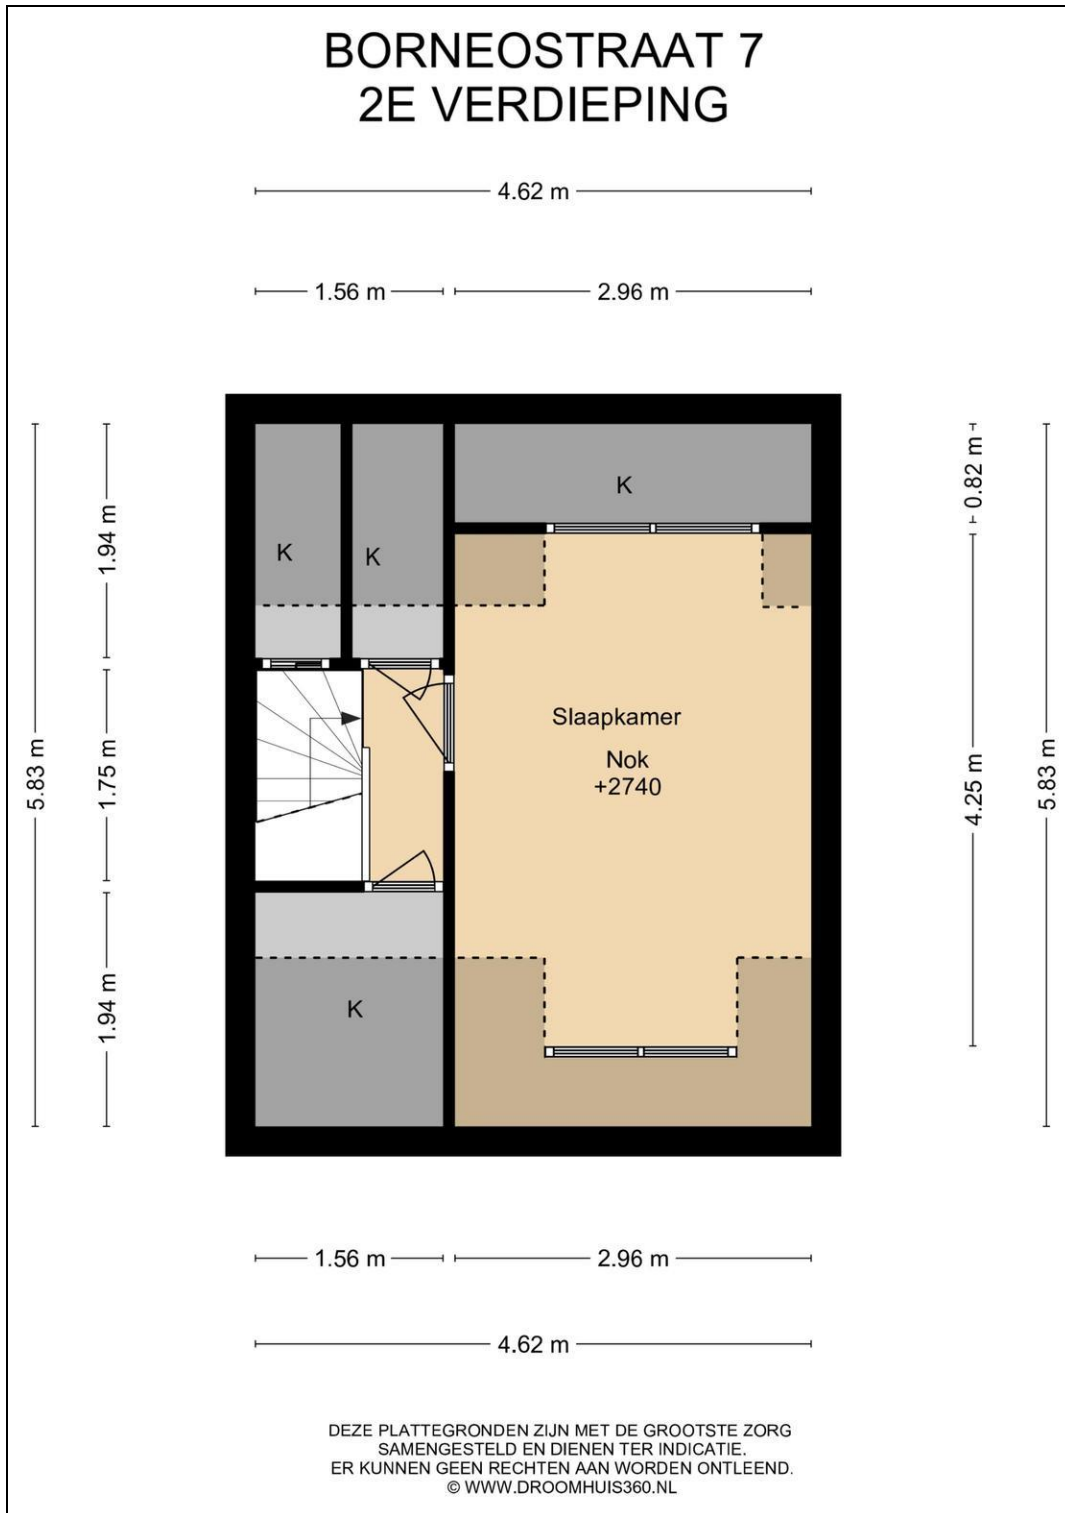 BORNEOSTRAAT 7
2E VERDIEPING
4.62 m
1.56 m
2.96 m
K
K
K
0.82 m
1.94 m
Slaapkamer
Nok
+2740
5.83 m
1.75 m
4.25 m
5.83 m
K
1.94 m
1.56 m
2.96 m
4.62 m
DEZE PLATTEGRONDEN ZIJN MET DE GROOTSTE ZORG
SAMENGESTELD EN DIENEN TER INDICATIE.
ER KUNNEN GEEN RECHTEN AAN WORDEN ONTLEEND.
© WWW.DROOMHUIS360.NL